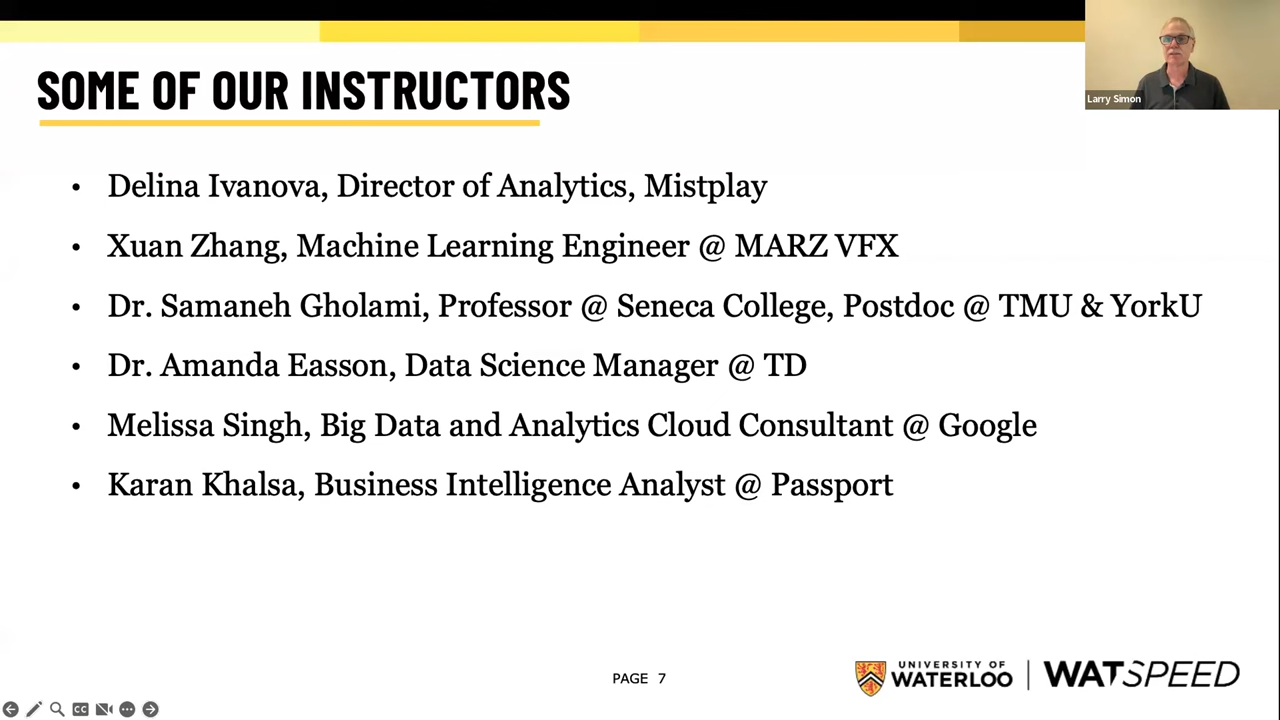 SOME OF OUR INSTRUCTORS
Larry Simon
• Delina Ivanova, Director of Analytics, Mistplay
• Xuan Zhang, Machine Learning Engineer @ MARZ VFX
• Dr. Samaneh Gholami, Professor @ Seneca College, Postdoc @ TMU & YorkU
• Dr. Amanda Easson, Data Science Manager @ TD
• Melissa Singh, Big Data and Analytics Cloud Consultant @ Google
• Karan Khalsa, Business Intelligence Analyst @ Passport
PAGE 7
UNIVERSITY OF
WATERLOO
WATSPEED
CC